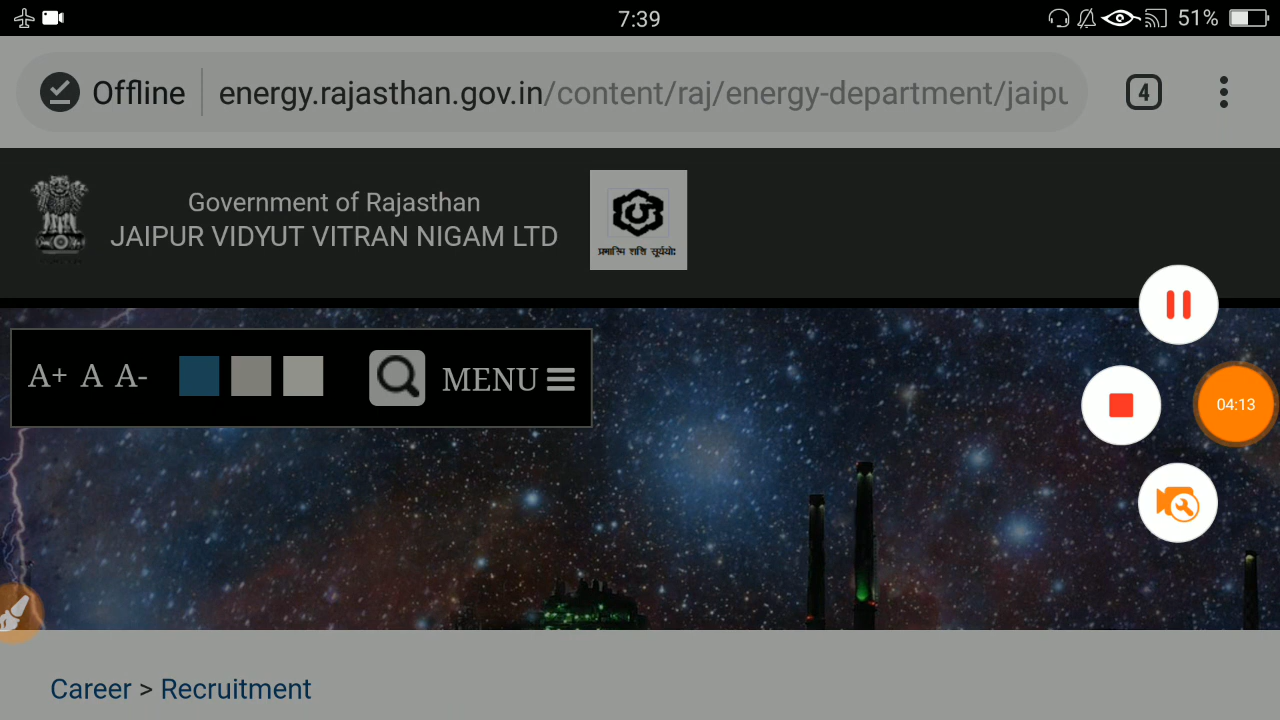 7:39
51%
Offline
energy.rajasthan.gov.in/content/raj/energy-department/jaipu
4
Government of Rajasthan
JAIPUR VIDYUT VITRAN NIGAM LTD
A+ A A-
MENU
04:13
Career > Recruitment